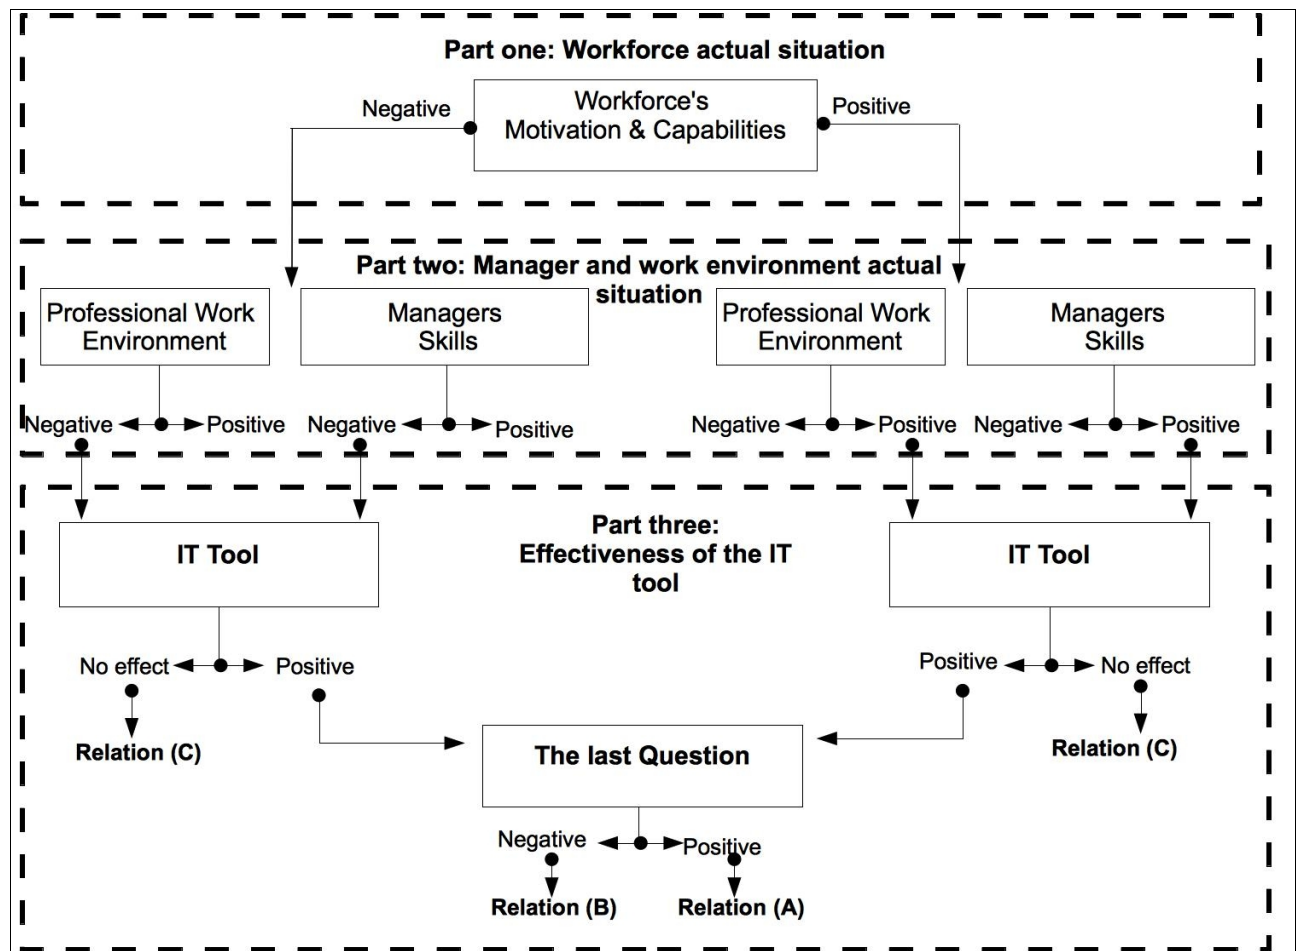 Part one: Workforce actual situation
Negative
Workforce's
Motivation & Capabilities
Positive
Part two: Manager and work environment actual
situation
Professional Work
Environment
Managers
Skills
Professional Work
Environment
Managers
Skills
Negative
Positive
Negative
Positive
Negative
Positive
Negative
Positive
IT Tool
Part three:
Effectiveness of the IT
tool
IT Tool
No effect
Positive
Positive
No effect
Relation (C)
Relation (C)
The last Question
Negative
Positive
Relation (B)
Relation (A)